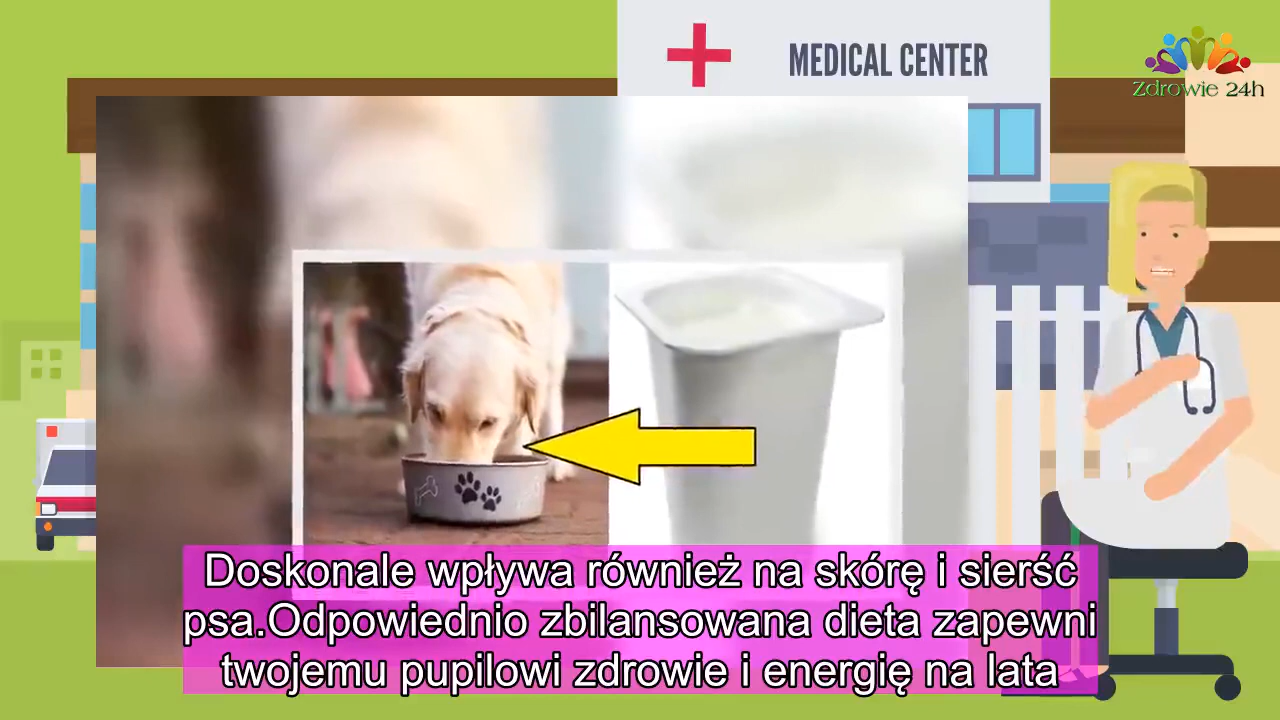 MEDICAL CENTER
Zdrowie 24h
Doskonale wpływa również na skórę i sierść
psa.Odpowiednio zbilansowana dieta zapewni
twojemu pupilowi zdrowie i energię na lata